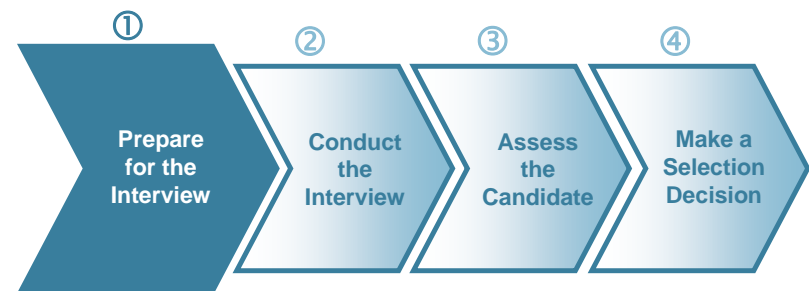 ①
Prepare
for the
Interview
②
Conduct
the
Interview
③
Assess
the
Candidate
④
Make a
Selection
Decision